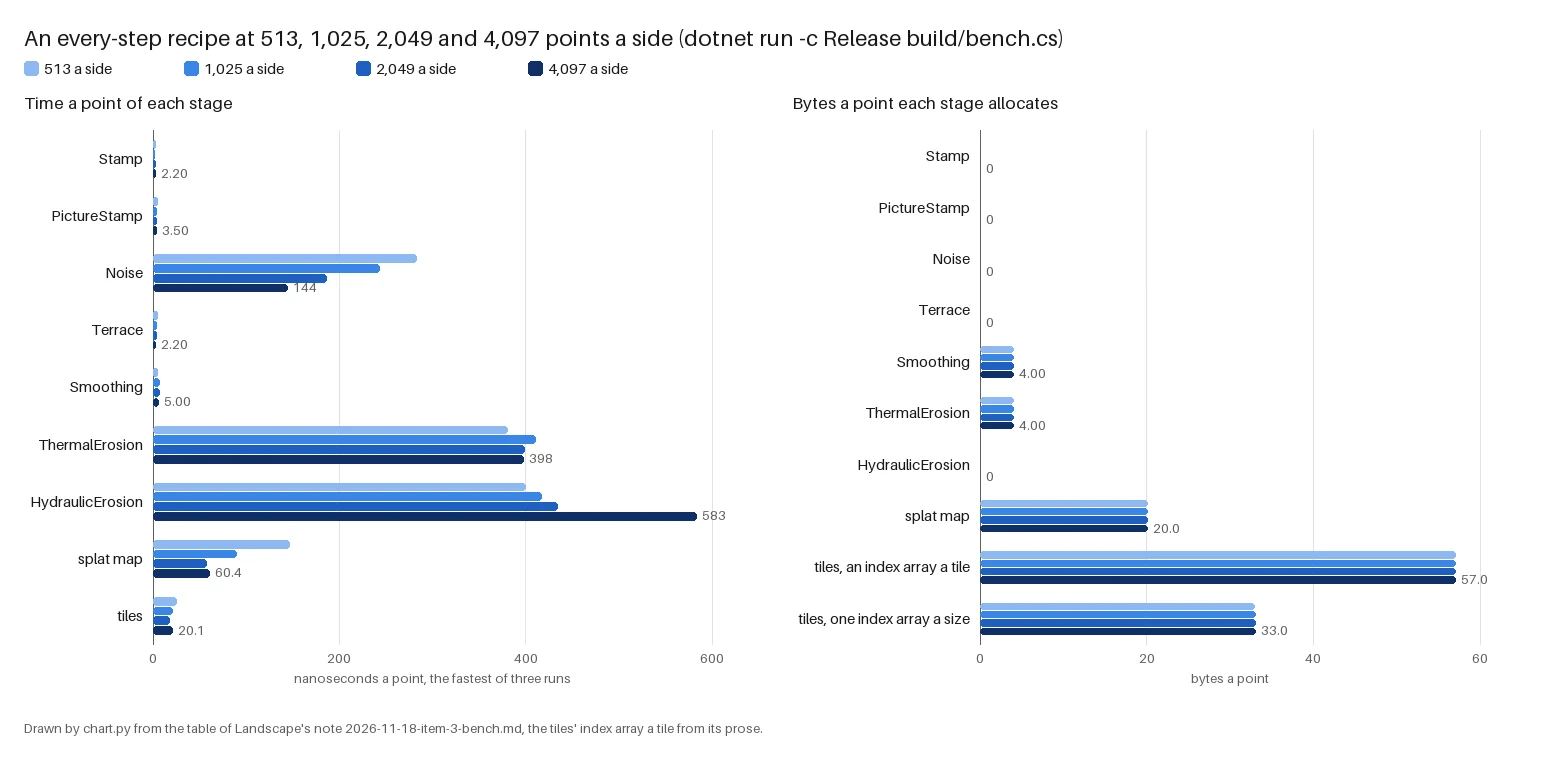 An every-step recipe at 513, 1,025, 2,049 and 4,097 points a side (dotnet run -c Release build/bench.cs)
513 a side 1,025 a side 2,049 a side 4,097 a side
Time a point of each stage
Stamp
2.20
PictureStamp
3.50
Noise
144
Terrace
2.20
Smoothing
5.00
ThermalErosion
398
HydraulicErosion
583
splat map
60.4
tiles
20.1
0 200 400 600
nanoseconds a point, the fastest of three runs
Bytes a point each stage allocates
Stamp
0
PictureStamp
0
Noise
0
Terrace
0
Smoothing
4.00
ThermalErosion
4.00
HydraulicErosion
0
splat map
20.0
tiles, an index array a tile
57.0
tiles, one index array a size
33.0
0 20 40 60
bytes a point
Drawn by chart.py from the table of Landscape's note 2026-11-18-item-3-bench.md, the tiles' index array a tile from its prose.